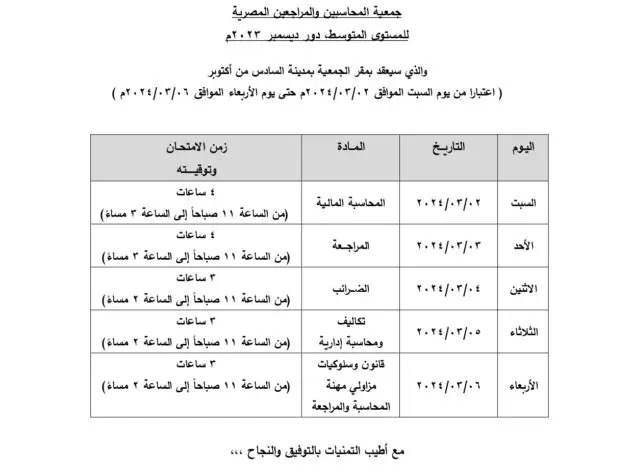 جمعية المحاسبين والمراجعين المصرية
للمستوى المتوسط، دور ديسمبر ٢٠٢٣م
والذي سيعقد بمقر الجمعية بمدينة السادس من أكتوبر
( اعتبارا من يوم السبت الموافق ٢٠٢٤/٠٣/٠٢م حتى يوم الأربعاء الموافق ٢٠٢٤/٠٣/٠٦م )
اليوم التاريـخ المـادة زمن الامتحان
وتوقيـــته
السبت ٢٠٢٤/٠٣/٠٢ المحاسبة المالية ٤ ساعات
(من الساعة ١١ صباحاً إلى الساعة ٣ مساءً)
الأحد ٢٠٢٤/٠٣/٠٣ المراجـعة ٤ ساعات
(من الساعة ١١ صباحاً إلى الساعة ٣ مساءً)
الاثنين ٢٠٢٤/٠٣/٠٤ الضـرائب ٣ ساعات
(من الساعة ١١ صباحاً إلى الساعة ٢ مساءً)
الثلاثاء ٢٠٢٤/٠٣/٠٥ تكاليف
ومحاسبة إدارية
٣ ساعات
(من الساعة ١١ صباحاً إلى الساعة ٢ مساءً)
الأربعاء ٢٠٢٤/٠٣/٠٦ قانون وسلوكيات
مزاولي مهنة
المحاسبة والمراجعة
٣ ساعات
(من الساعة ١١ صباحاً إلى الساعة ٢ مساءً)
مع أطيب التمنيات بالتوفيق والنجاح ,,,